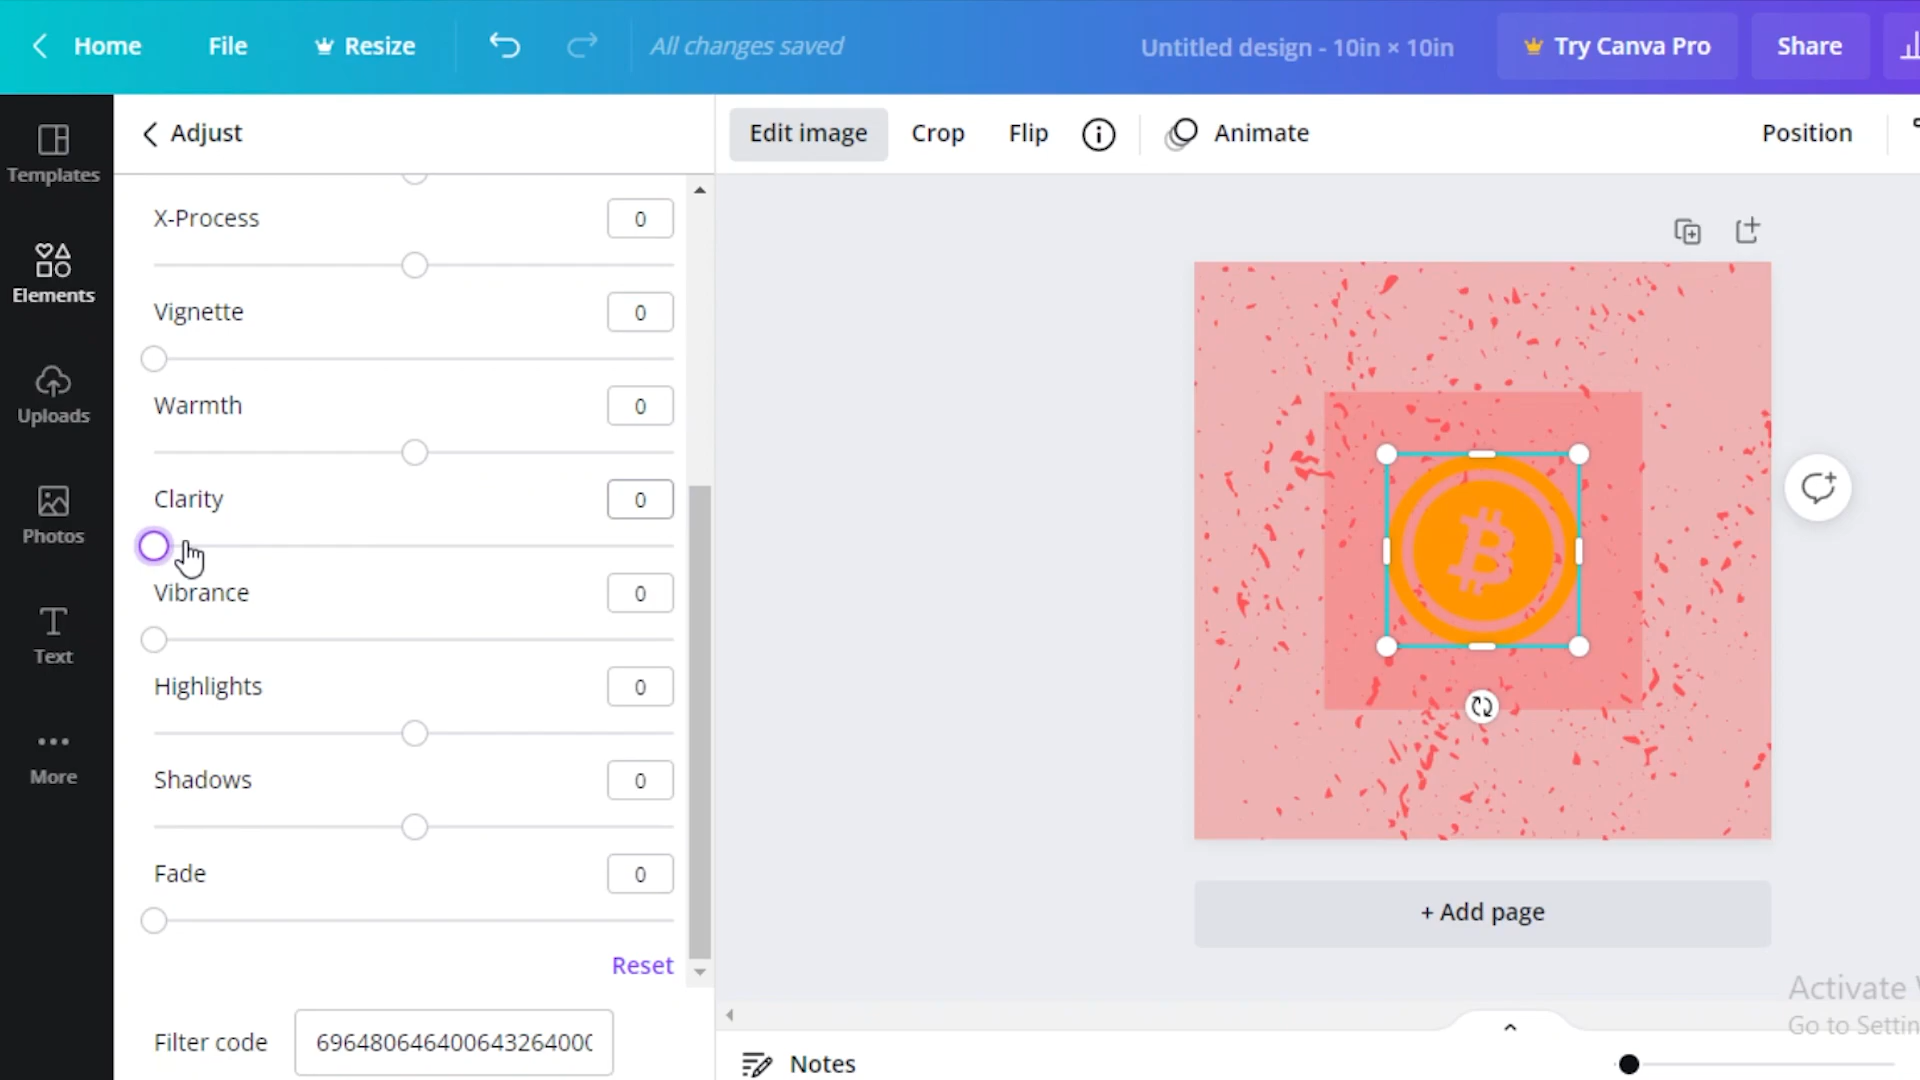 Home File Resize All changes saved Untitled design - 10in × 10in Try Canva Pro Share
Templates
Elements
Uploads
Photos
Text
More
Adjust
X-Process 0
Vignette 0
Warmth 0
Clarity 0
Vibrance 0
Highlights 0
Shadows 0
Fade 0
Reset
Filter code 6964806464006432640
Edit image Crop Flip Animate Position
+ Add page
Activate
Go to Settin
Notes